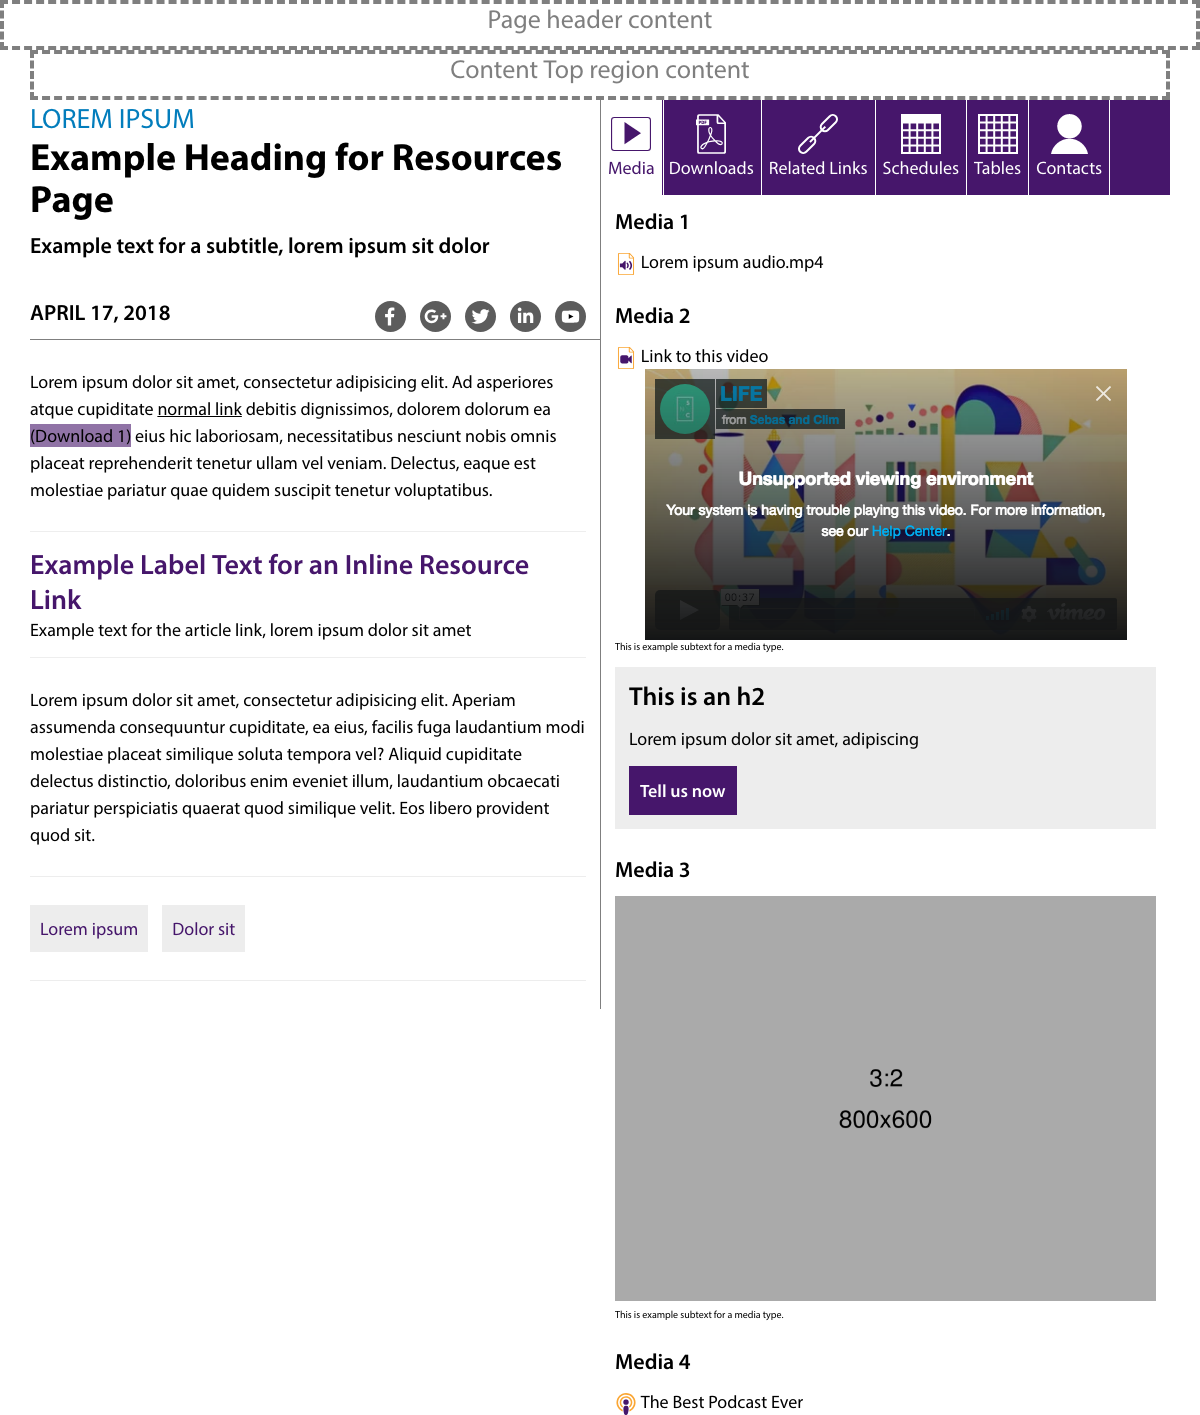 Page header content
Content Top region content
LOREM IPSUM
Example Heading for Resources
Page
Example text for a subtitle, lorem ipsum sit dolor
APRIL 17, 2018
Lorem ipsum dolor sit amet, consectetur adipisicing elit. Ad asperiores
atque cupiditate normal link debitis dignissimos, dolorem dolorum ea
(Download 1) eius hic laboriosam, necessitatibus nesciunt nobis omnis
placeat reprehenderit tenetur ullam vel veniam. Delectus, eaque est
molestiae pariatur quae quidem suscipit tenetur voluptatibus.
Example Label Text for an Inline Resource
Link
Example text for the article link, lorem ipsum dolor sit amet
Lorem ipsum dolor sit amet, consectetur adipisicing elit. Aperiam
assumenda consequuntur cupiditate, ea eius, facilis fuga laudantium modi
molestiae placeat similique soluta tempora vel? Aliquid cupiditate
delectus distinctio, doloribus enim eveniet illum, laudantium obcaecati
pariatur perspiciatis quaerat quod similique velit. Eos libero provident
quod sit.
Lorem ipsum
Dolor sit
Media
PDF
Downloads
Related Links
Schedules
Tables
Contacts
Media 1
Lorem ipsum audio.mp4
Media 2
Link to this video
LIFE
from Sebas and Clim
LIFE
Unsupported viewing environment
Your system is having trouble playing this video. For more information,
see our Help Center.
00:37
vimeo
This is example subtext for a media type.
This is an h2
Lorem ipsum dolor sit amet, adipiscing
Tell us now
Media 3
3:2
800x600
This is example subtext for a media type.
Media 4
The Best Podcast Ever